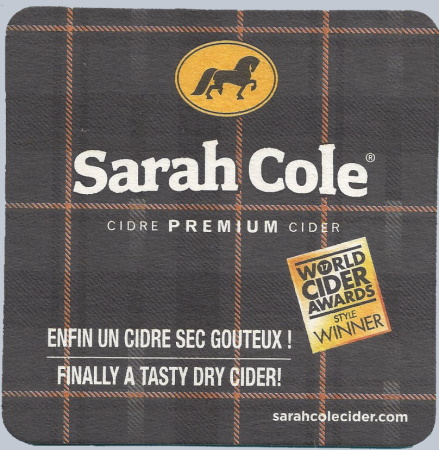 Sarah Cole®
CIDRE PREMIUM CIDER
W17RLD
CIDER
AWARDS
STYLE
WINNER
ENFIN UN CIDRE SEC GOUTEUX !
FINALLY A TASTY DRY CIDER!
sarahcolecider.com